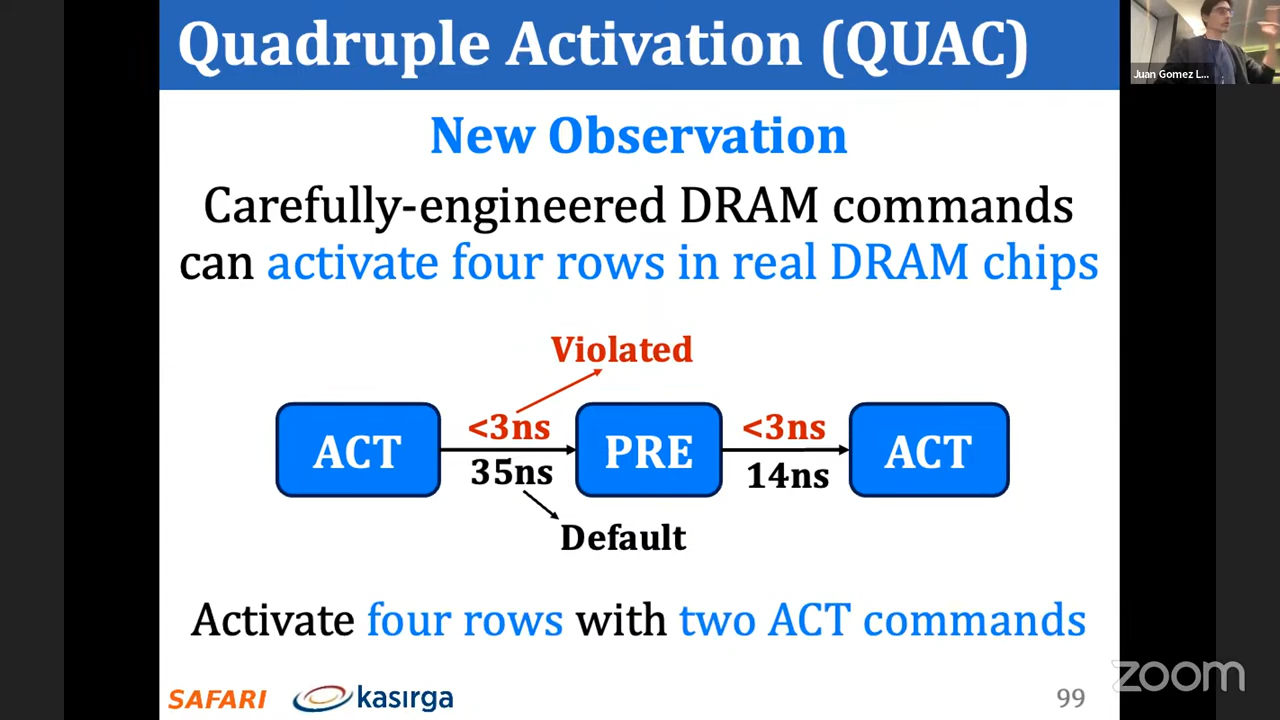 Quadruple Activation (QUAC)
Juan Gomez L...
New Observation
Carefully-engineered DRAM commands
can activate four rows in real DRAM chips
Violated
ACT
<3ns
35ns
PRE
<3ns
14ns
ACT
Default
Activate four rows with two ACT commands
SAFARI
kasırga
99
zoom